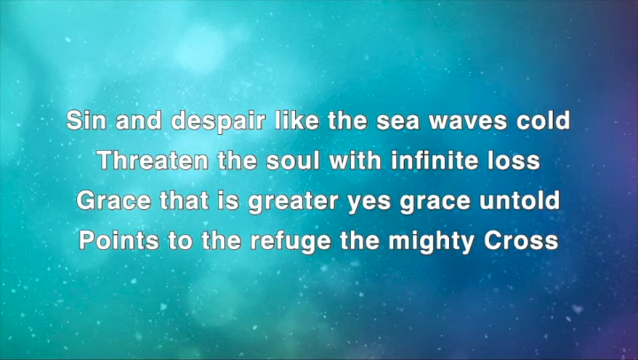 Sin and despair like the sea waves cold
Threaten the soul with infinite loss
Grace that is greater yes grace untold
Points to the refuge the mighty Cross